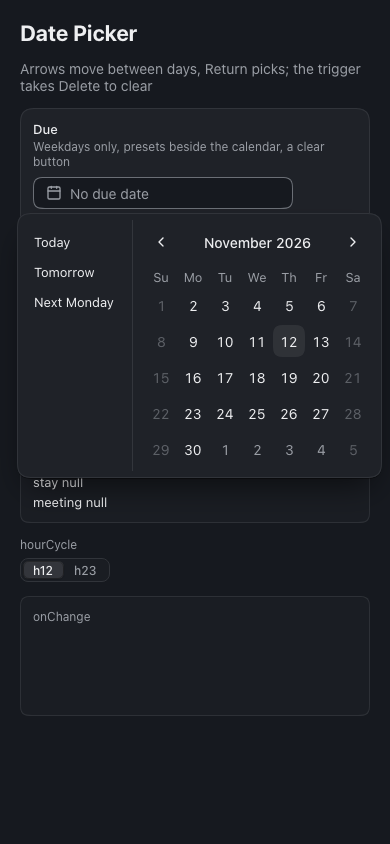 Date Picker
Arrows move between days, Return picks; the trigger
takes Delete to clear
Due
Weekdays only, presets beside the calendar, a clear
button
No due date
Today
Tomorrow
Next Monday
November 2026
Su Mo Tu We Th Fr Sa
1 2 3 4 5 6 7
8 9 10 11 12 13 14
15 16 17 18 19 20 21
22 23 24 25 26 27 28
29 30 1 2 3 4 5
stay null
meeting null
hourCycle
h12 h23
onChange